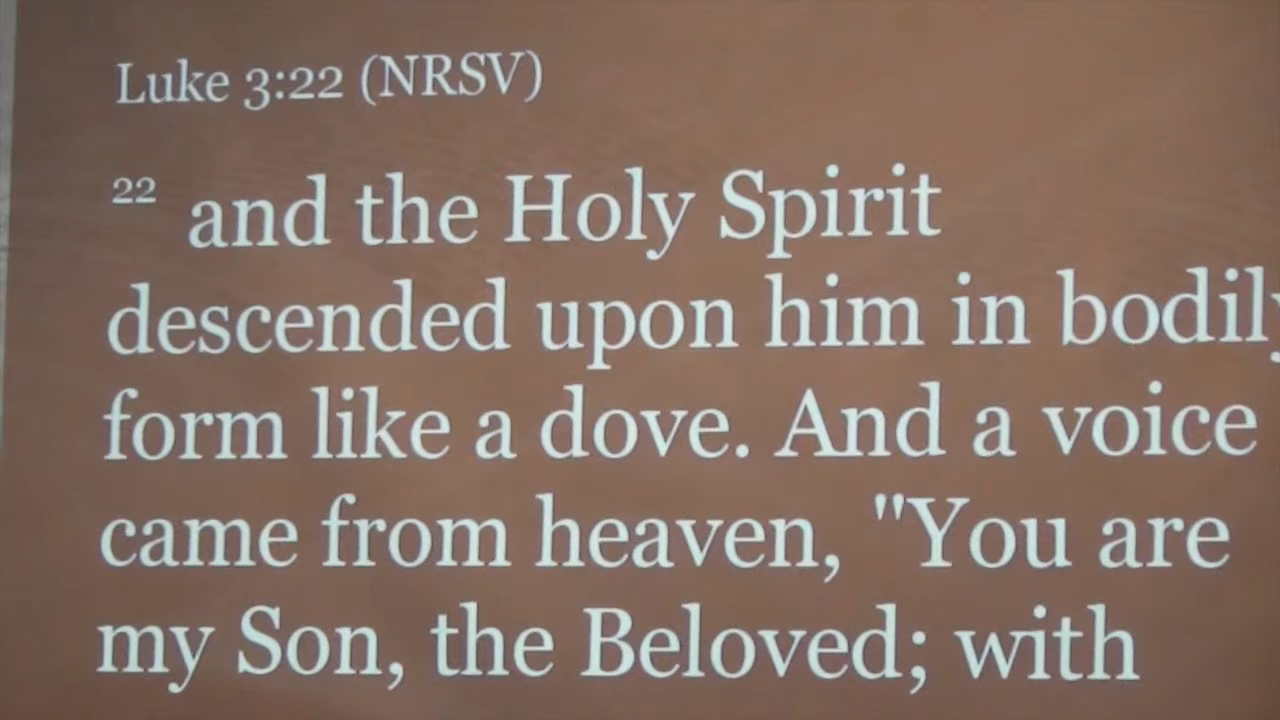 Luke 3:22 (NRSV)
22 and the Holy Spirit
descended upon him in bodily
form like a dove. And a voice
came from heaven, "You are
my Son, the Beloved; with